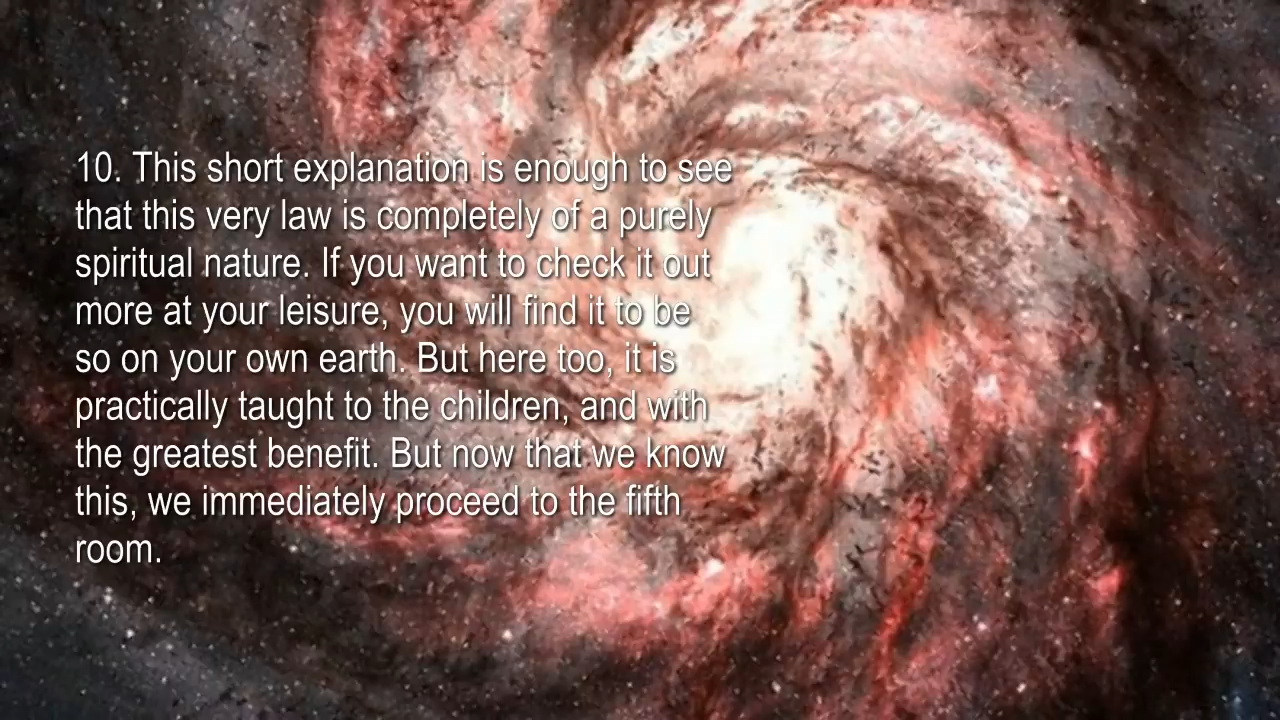 10. This short explanation is enough to see
that this very law is completely of a purely
spiritual nature. If you want to check it out
more at your leisure, you will find it to be
so on your own earth. But here too, it is
practically taught to the children, and with
the greatest benefit. But now that we know
this, we immediately proceed to the fifth
room.